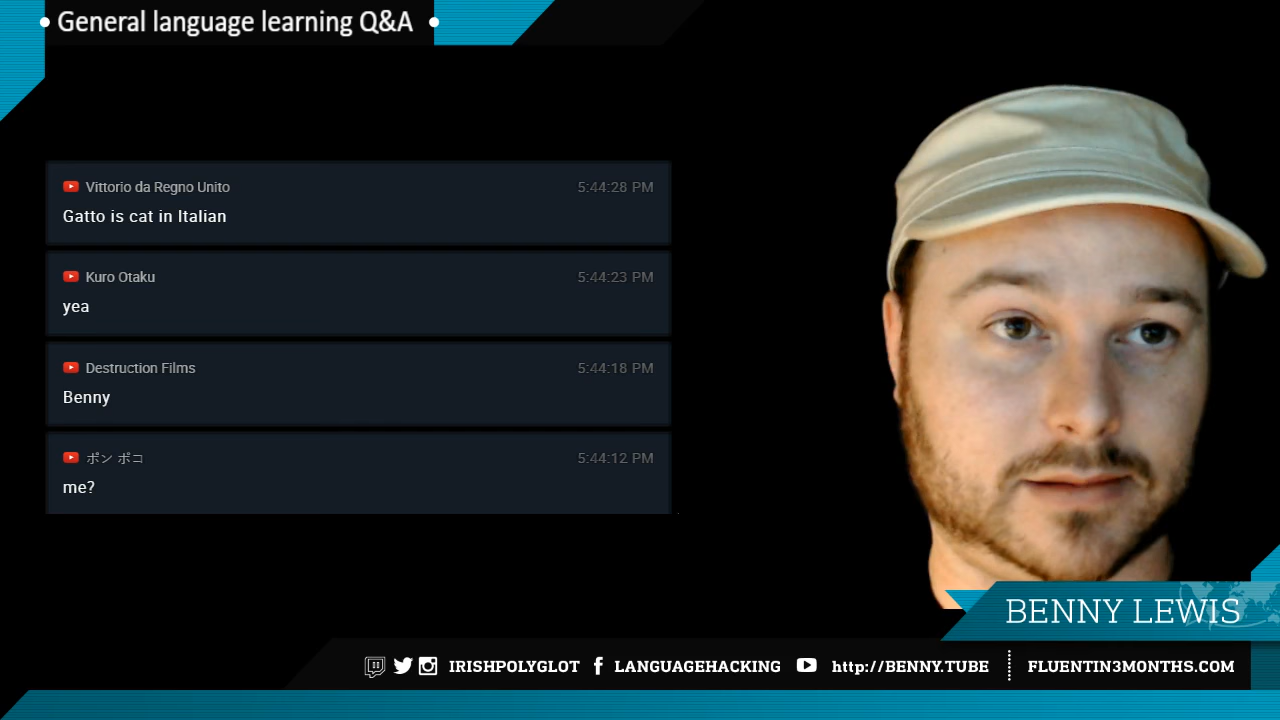 General language learning Q&A
Vittorio da Regno Unito 5:44:28 PM
Gatto is cat in Italian
Kuro Otaku 5:44:23 PM
yea
Destruction Films 5:44:18 PM
Benny
ポン ポコ 5:44:12 PM
me?
BENNY LEWIS
IRISHPOLYGLOT LANGUAGEHACKING http://BENNY.TUBE FLUENTIN3MONTHS.COM